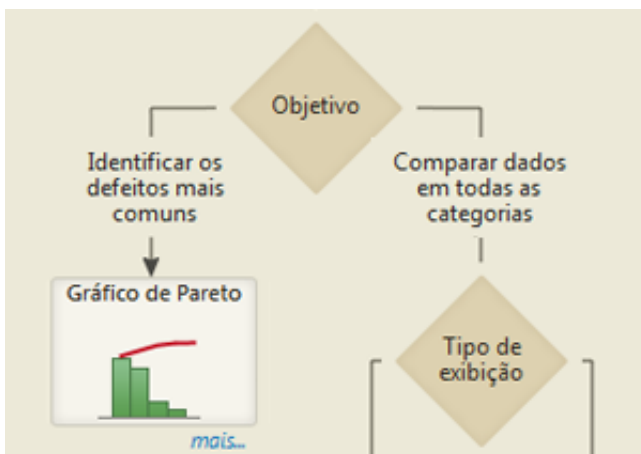 Objetivo
Identificar os
defeitos mais
comuns
Comparar dados
em todas as
categorias
Gráfico de Pareto
mais...
Tipo de
exibição